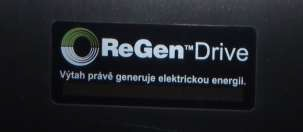 ReGen™Drive
Výtah právě generuje elektrickou energii.